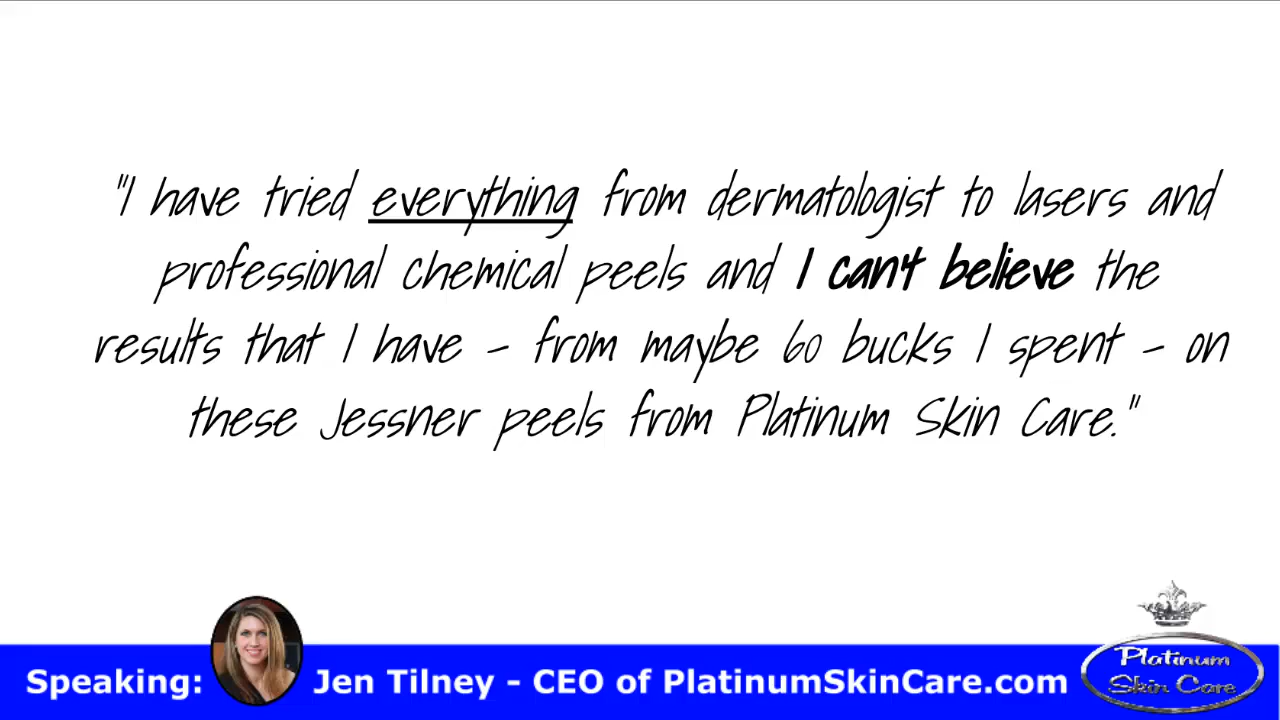 "I have tried everything from dermatologist to lasers and
professional chemical peels and I can't believe the
results that I have - from maybe 60 bucks I spent - on
these Jessner peels from Platinum Skin Care."
Speaking: Jen Tilney - CEO of PlatinumSkinCare.com
Platinum
Skin Care